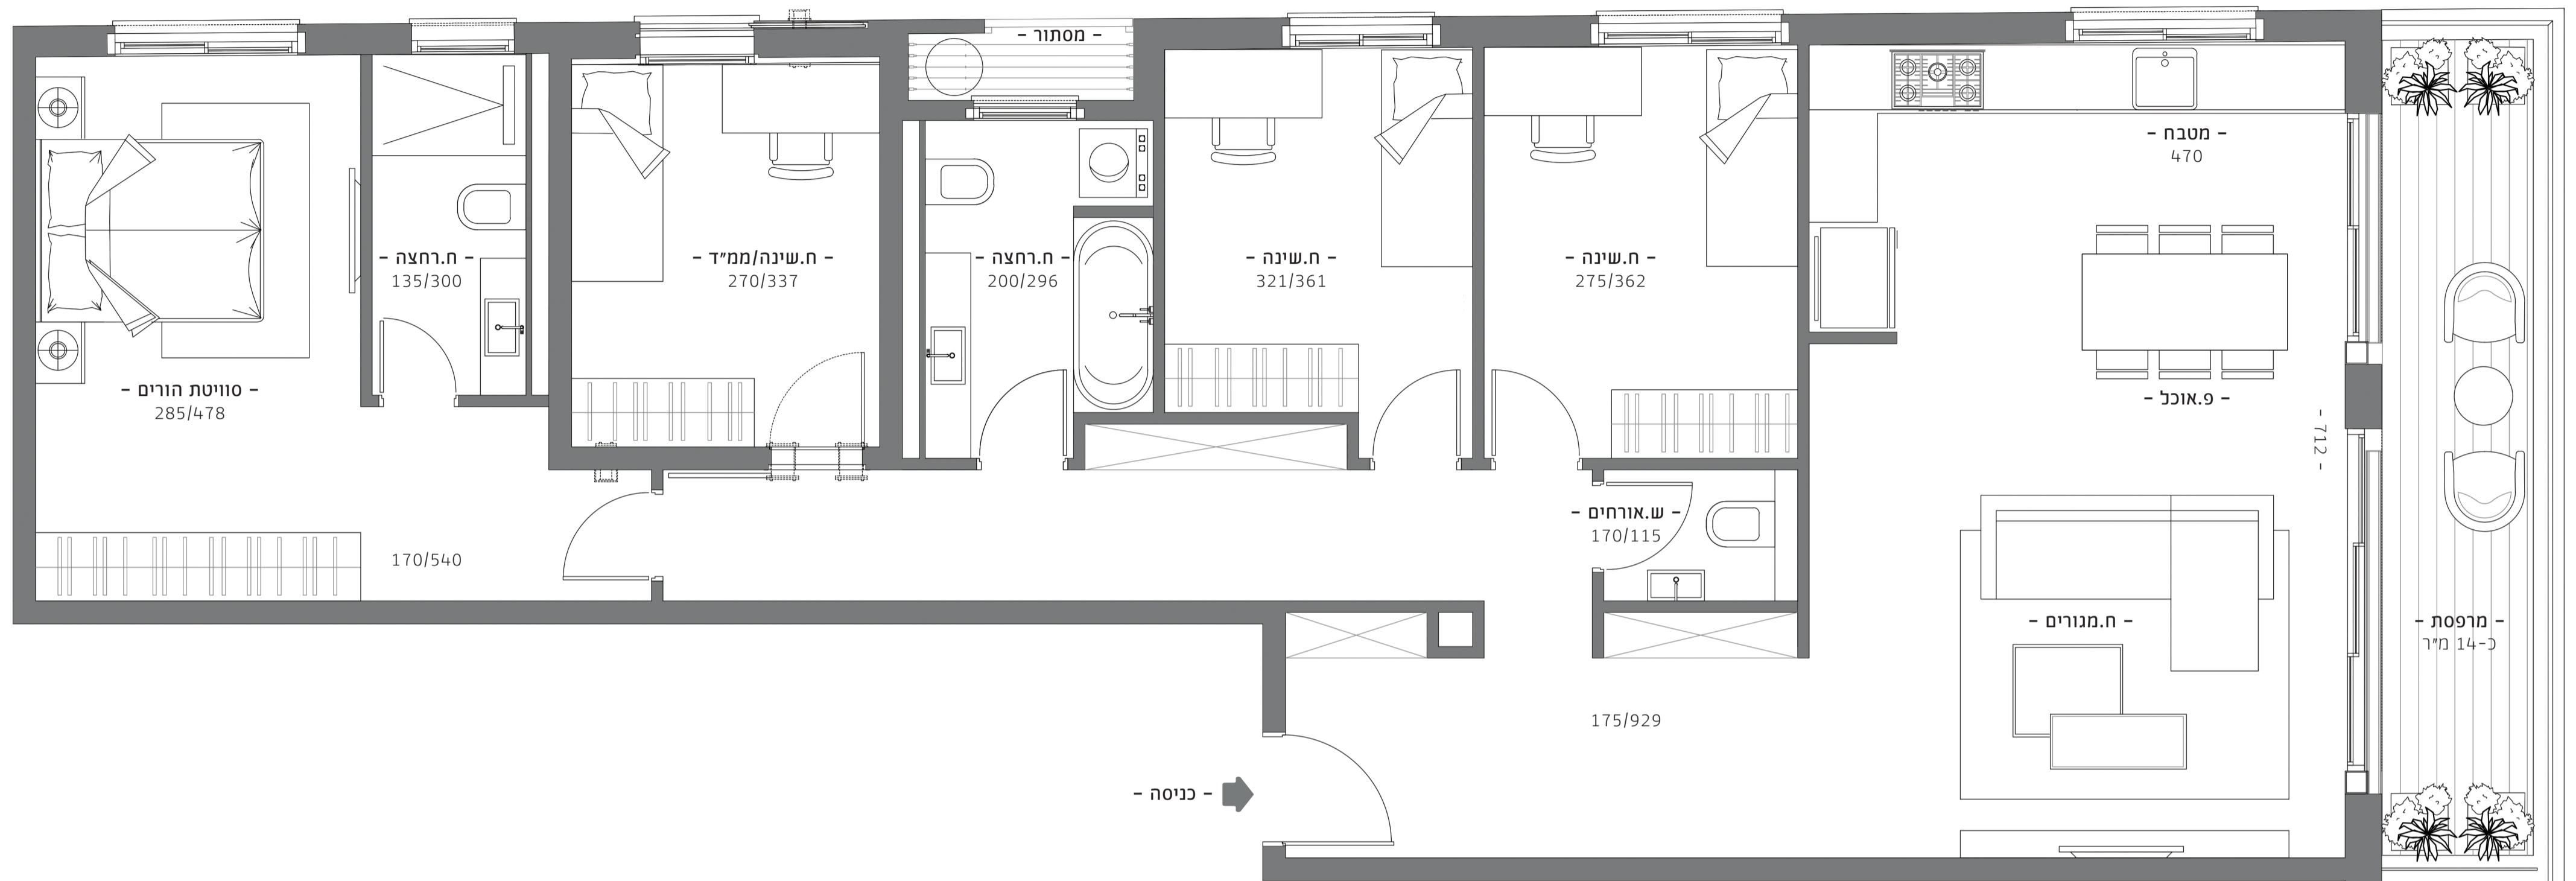 - מסתור -
- מטבח -
470
- ח.רחצה -
135/300
- ח.שינה/ממ״ד -
270/337
- ח.רחצה -
200/296
- ח.שינה -
321/361
- ח.שינה -
275/362
- סוויטת הורים -
285/478
- פ.אוכל -
- 712 -
- ש.אורחים -
170/115
170/540
- ח.מגורים -
- מרפסת -
כ-14 מ״ר
175/929
- כניסה -